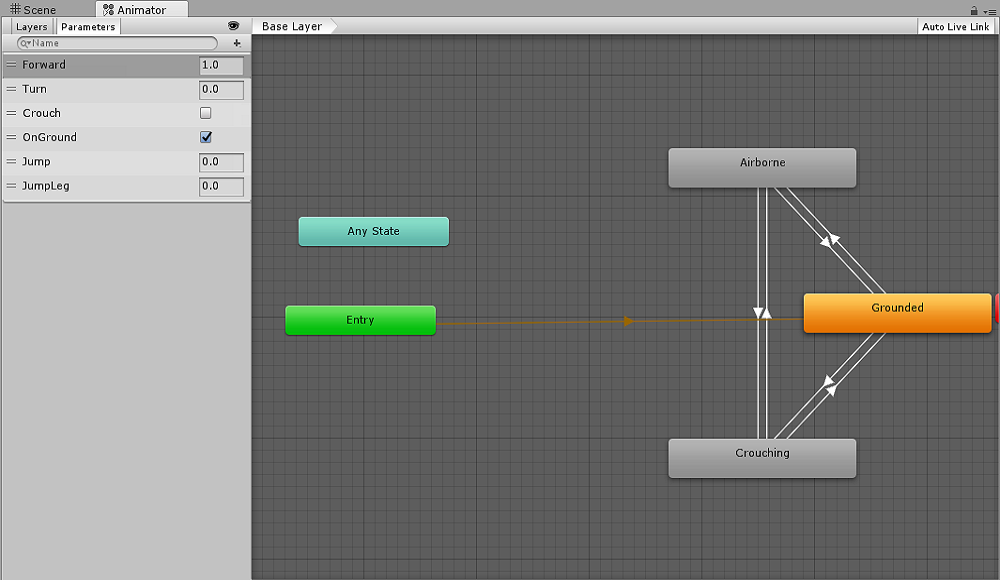 Scene
Animator
Layers
Parameters
Base Layer
Auto Live Link
Name
Forward 1.0
Turn 0.0
Crouch
OnGround
Jump 0.0
JumpLeg 0.0
Airborne
Any State
Grounded
Entry
Crouching